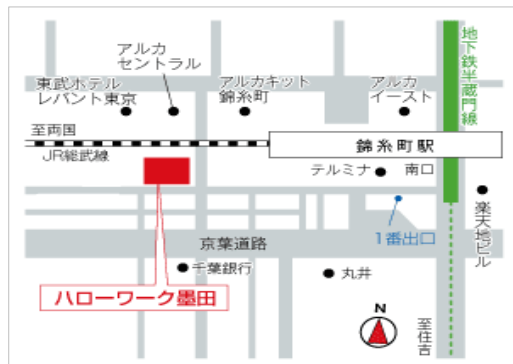 アルカ
セントラル
東武ホテル
レバント東京
アルカキット
錦糸町
アルカ
イースト
地下鉄半蔵門線
至両国
JR総武線
錦糸町駅
テルミナ
南口
楽天地ビル
1番出口
京葉道路
千葉銀行
丸井
ハローワーク墨田
N
至住吉